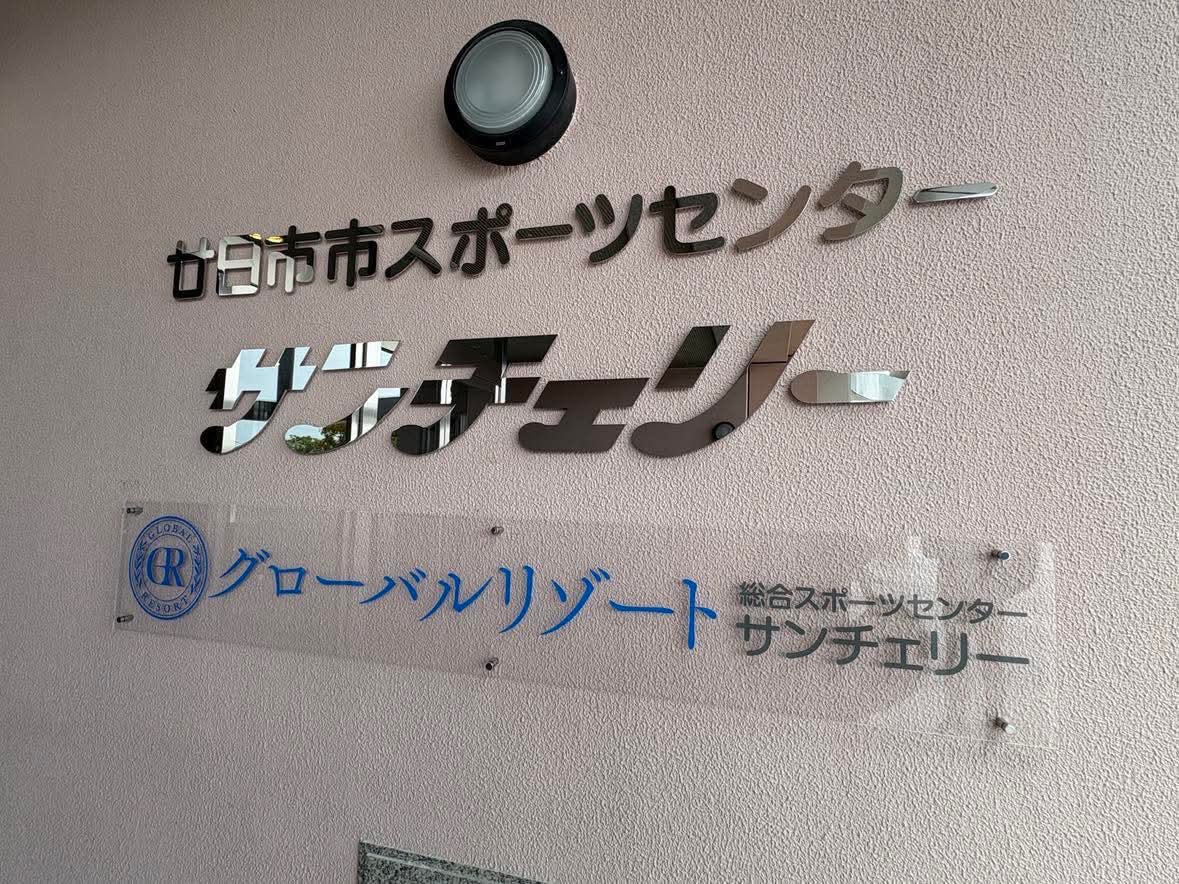 廿日市市スポーツセンター
サンチェリー
GLOBAL
GR
RESORT
グローバルリゾート
総合スポーツセンター
サンチェリー